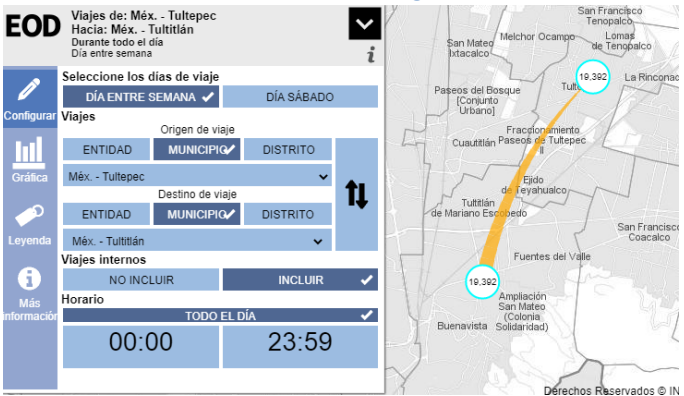 EOD
Viajes de: Méx. - Tultepec
Hacia: Méx. - Tultitlán
Durante todo el día
Día entre semana
i
Configurar
Gráfica
Leyenda
Más
información
Seleccione los días de viaje
DÍA ENTRE SEMANA
DÍA SÁBADO
Viajes
Origen de viaje
ENTIDAD
MUNICIPIO
DISTRITO
Méx. - Tultepec
Destino de viaje
ENTIDAD
MUNICIPIO
DISTRITO
Méx. - Tultitlán
Viajes internos
NO INCLUIR
INCLUIR
Horario
TODO EL DÍA
00:00
23:59
San Francisco
Tenopalco
Melchor Ocampo
Lomas
de Tenopalco
San Mateo
Ixtacalco
19,392
La Rinconad
Paseos del Bosque
[Conjunto
Urbano]
Fraccionamiento
Paseos de Tultepec
II
Cuautitlán
Ejido
de Teyahualco
Tultitlán
de Mariano Escobedo
San Francisco
Coacalco
Fuentes del Valle
19,392
Ampliación
San Mateo
(Colonia
Solidaridad)
Buenavista
Derechos Reservados © IN